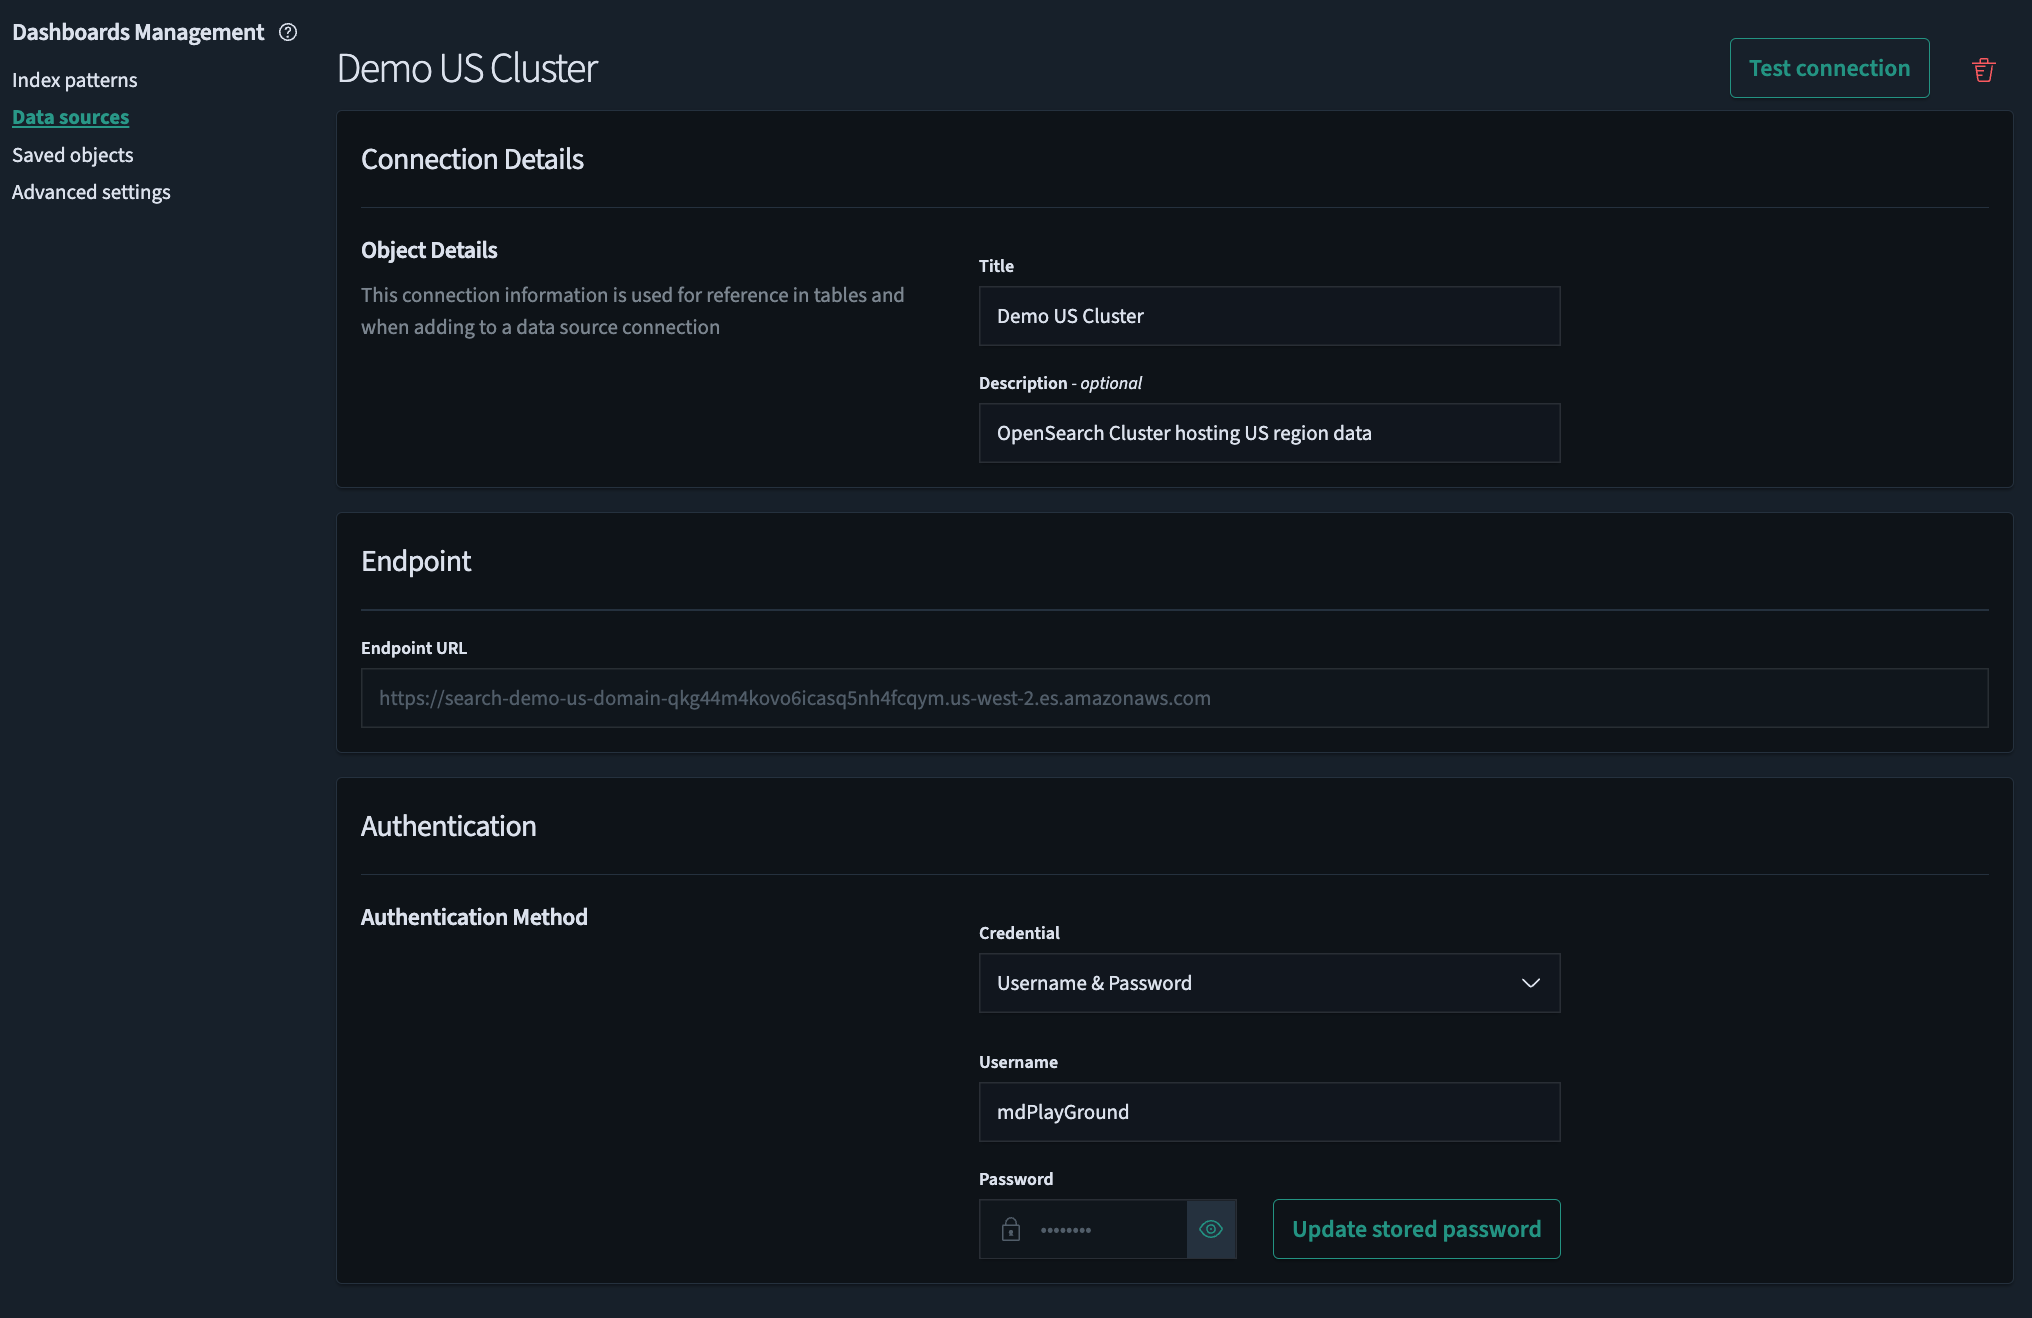 Dashboards Management
Index patterns
Data sources
Saved objects
Advanced settings
Demo US Cluster
Test connection
Connection Details
Object Details
This connection information is used for reference in tables and
when adding to a data source connection
Title
Demo US Cluster
Description - optional
OpenSearch Cluster hosting US region data
Endpoint
Endpoint URL
https://search-demo-us-domain-qkg44m4kovo6icasq5nh4fcqym.us-west-2.es.amazonaws.com
Authentication
Authentication Method
Credential
Username & Password
Username
mdPlayGround
Password
••••••••
Update stored password